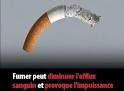 Fumer peut diminuer l'afflux
sanguin et provoque l'impuissance